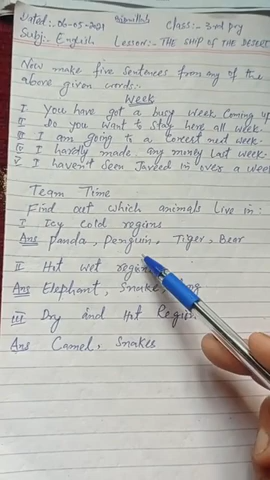 Dated:- 06-05-2021 Bismillah Class:- 3rd pry
Subj:- English Lesson:- THE SHIP OF THE DESERT
Now make five sentences from any of the
above given words:-
Week
I You have got a busy week coming up
II Do you want to stay here all week-
III I am going to a forest next week-
IV I hardly made any money last week-
V I haven't seen Javeed in over a week
Team Time
Find out which animals live in:
I Icy cold regions
Ans Panda, Penguin, Tiger, Bear
II Hot wet region
Ans Elephant, Snake,
III Dry and Hot Region
Ans Camel, Snakes